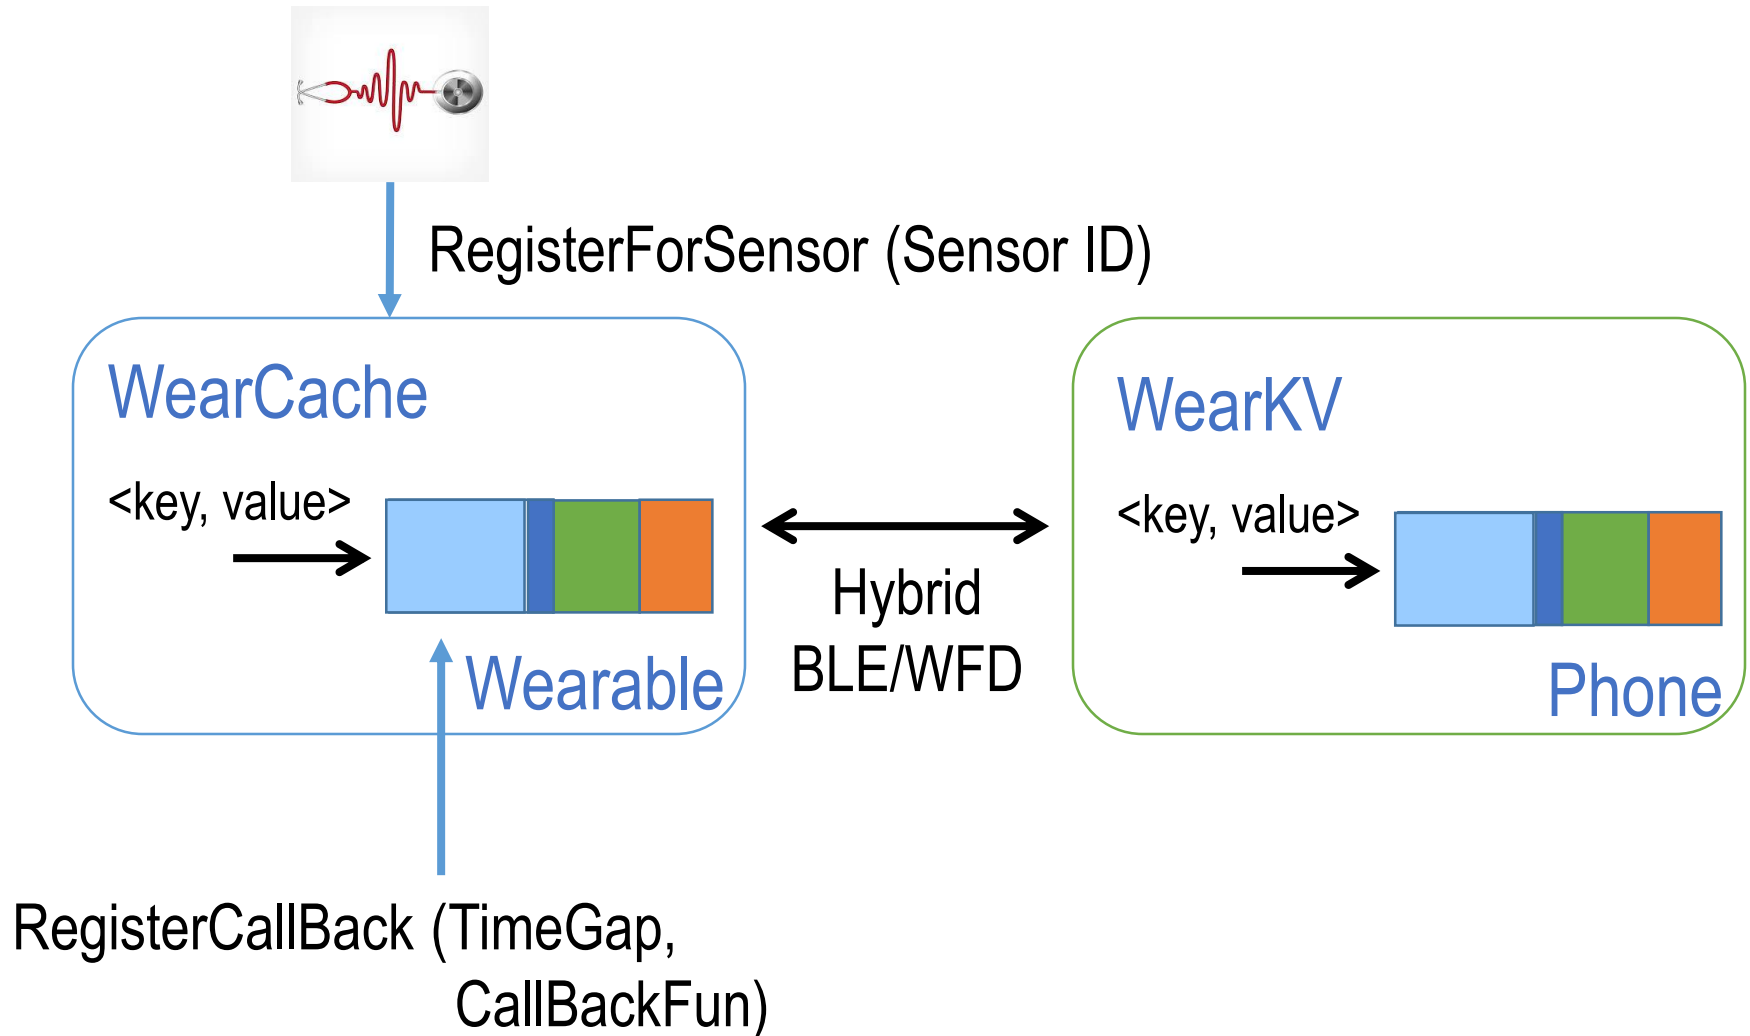 RegisterForSensor (Sensor ID)
WearCache
<key, value>
Wearable
Hybrid
BLE/WFD
WearKV
<key, value>
Phone
RegisterCallBack (TimeGap,
CallBackFun)